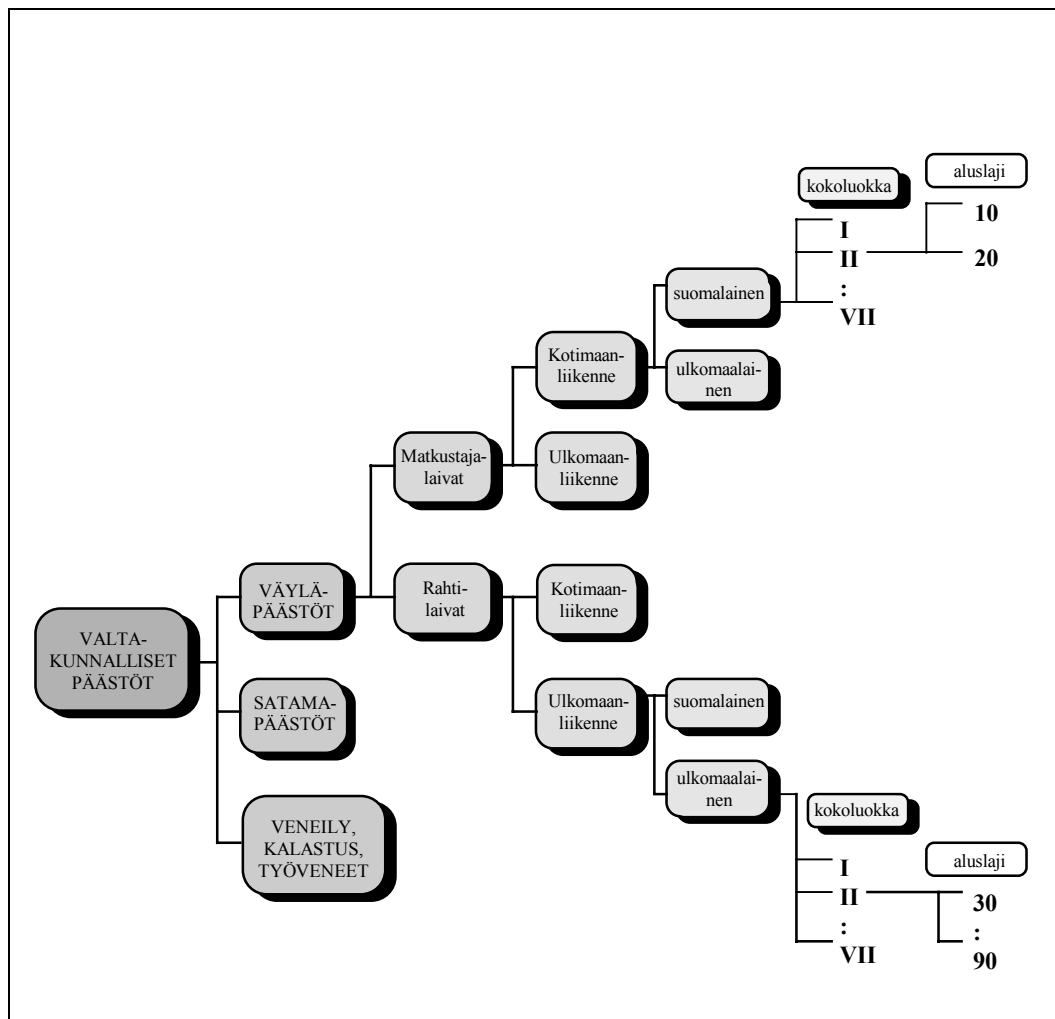 VALTA-
KUNNALLISET
PÄÄSTÖT
VÄYLÄ-
PÄÄSTÖT
SATAMA-
PÄÄSTÖT
VENEILY,
KALASTUS,
TYÖVENEET
Matkustaja-
laivat
Rahti-
laivat
Kotimaan-
liikenne
Ulkomaan-
liikenne
Kotimaan-
liikenne
Ulkomaan-
liikenne
suomalainen
ulkomaalai-
nen
suomalainen
ulkomaalai-
nen
kokoluokka
I
II
:
VII
aluslaji
10
20
kokoluokka
I
II
:
VII
aluslaji
30
:
90